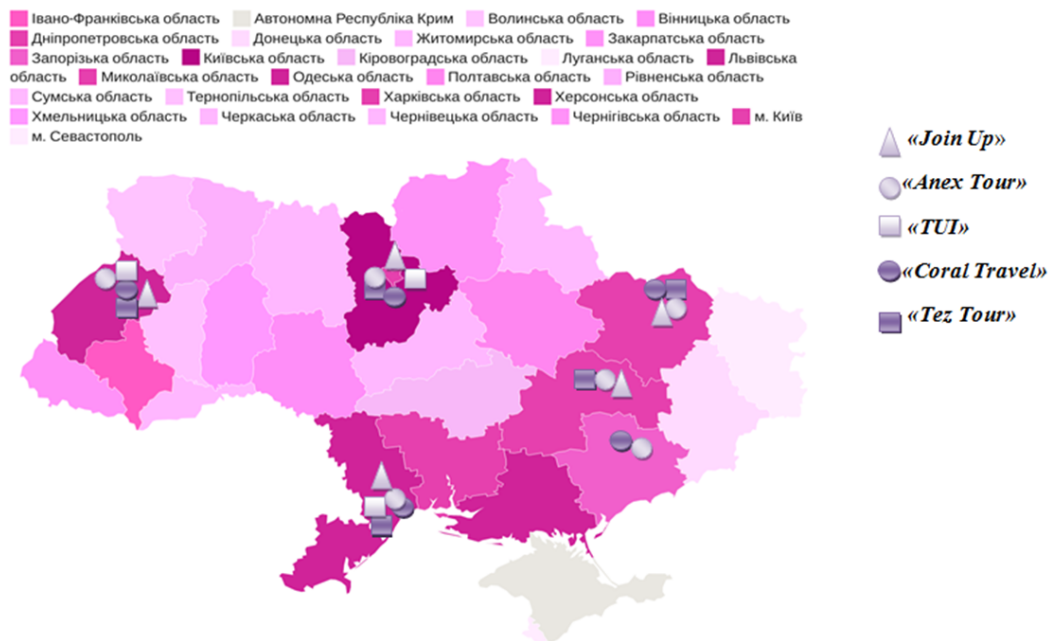 Івано-Франківська область Автономна Республіка Крим Волинська область Вінницька область
Дніпропетровська область Донецька область Житомирська область Закарпатська область
Запорізька область Київська область Кіровоградська область Луганська область Львівська
область Миколаївська область Одеська область Полтавська область Рівненська область
Сумська область Тернопільська область Харківська область Херсонська область
Хмельницька область Черкаська область Чернівецька область Чернігівська область м. Київ
м. Севастополь
«Join Up»
«Anex Tour»
«TUI»
«Coral Travel»
«Tez Tour»